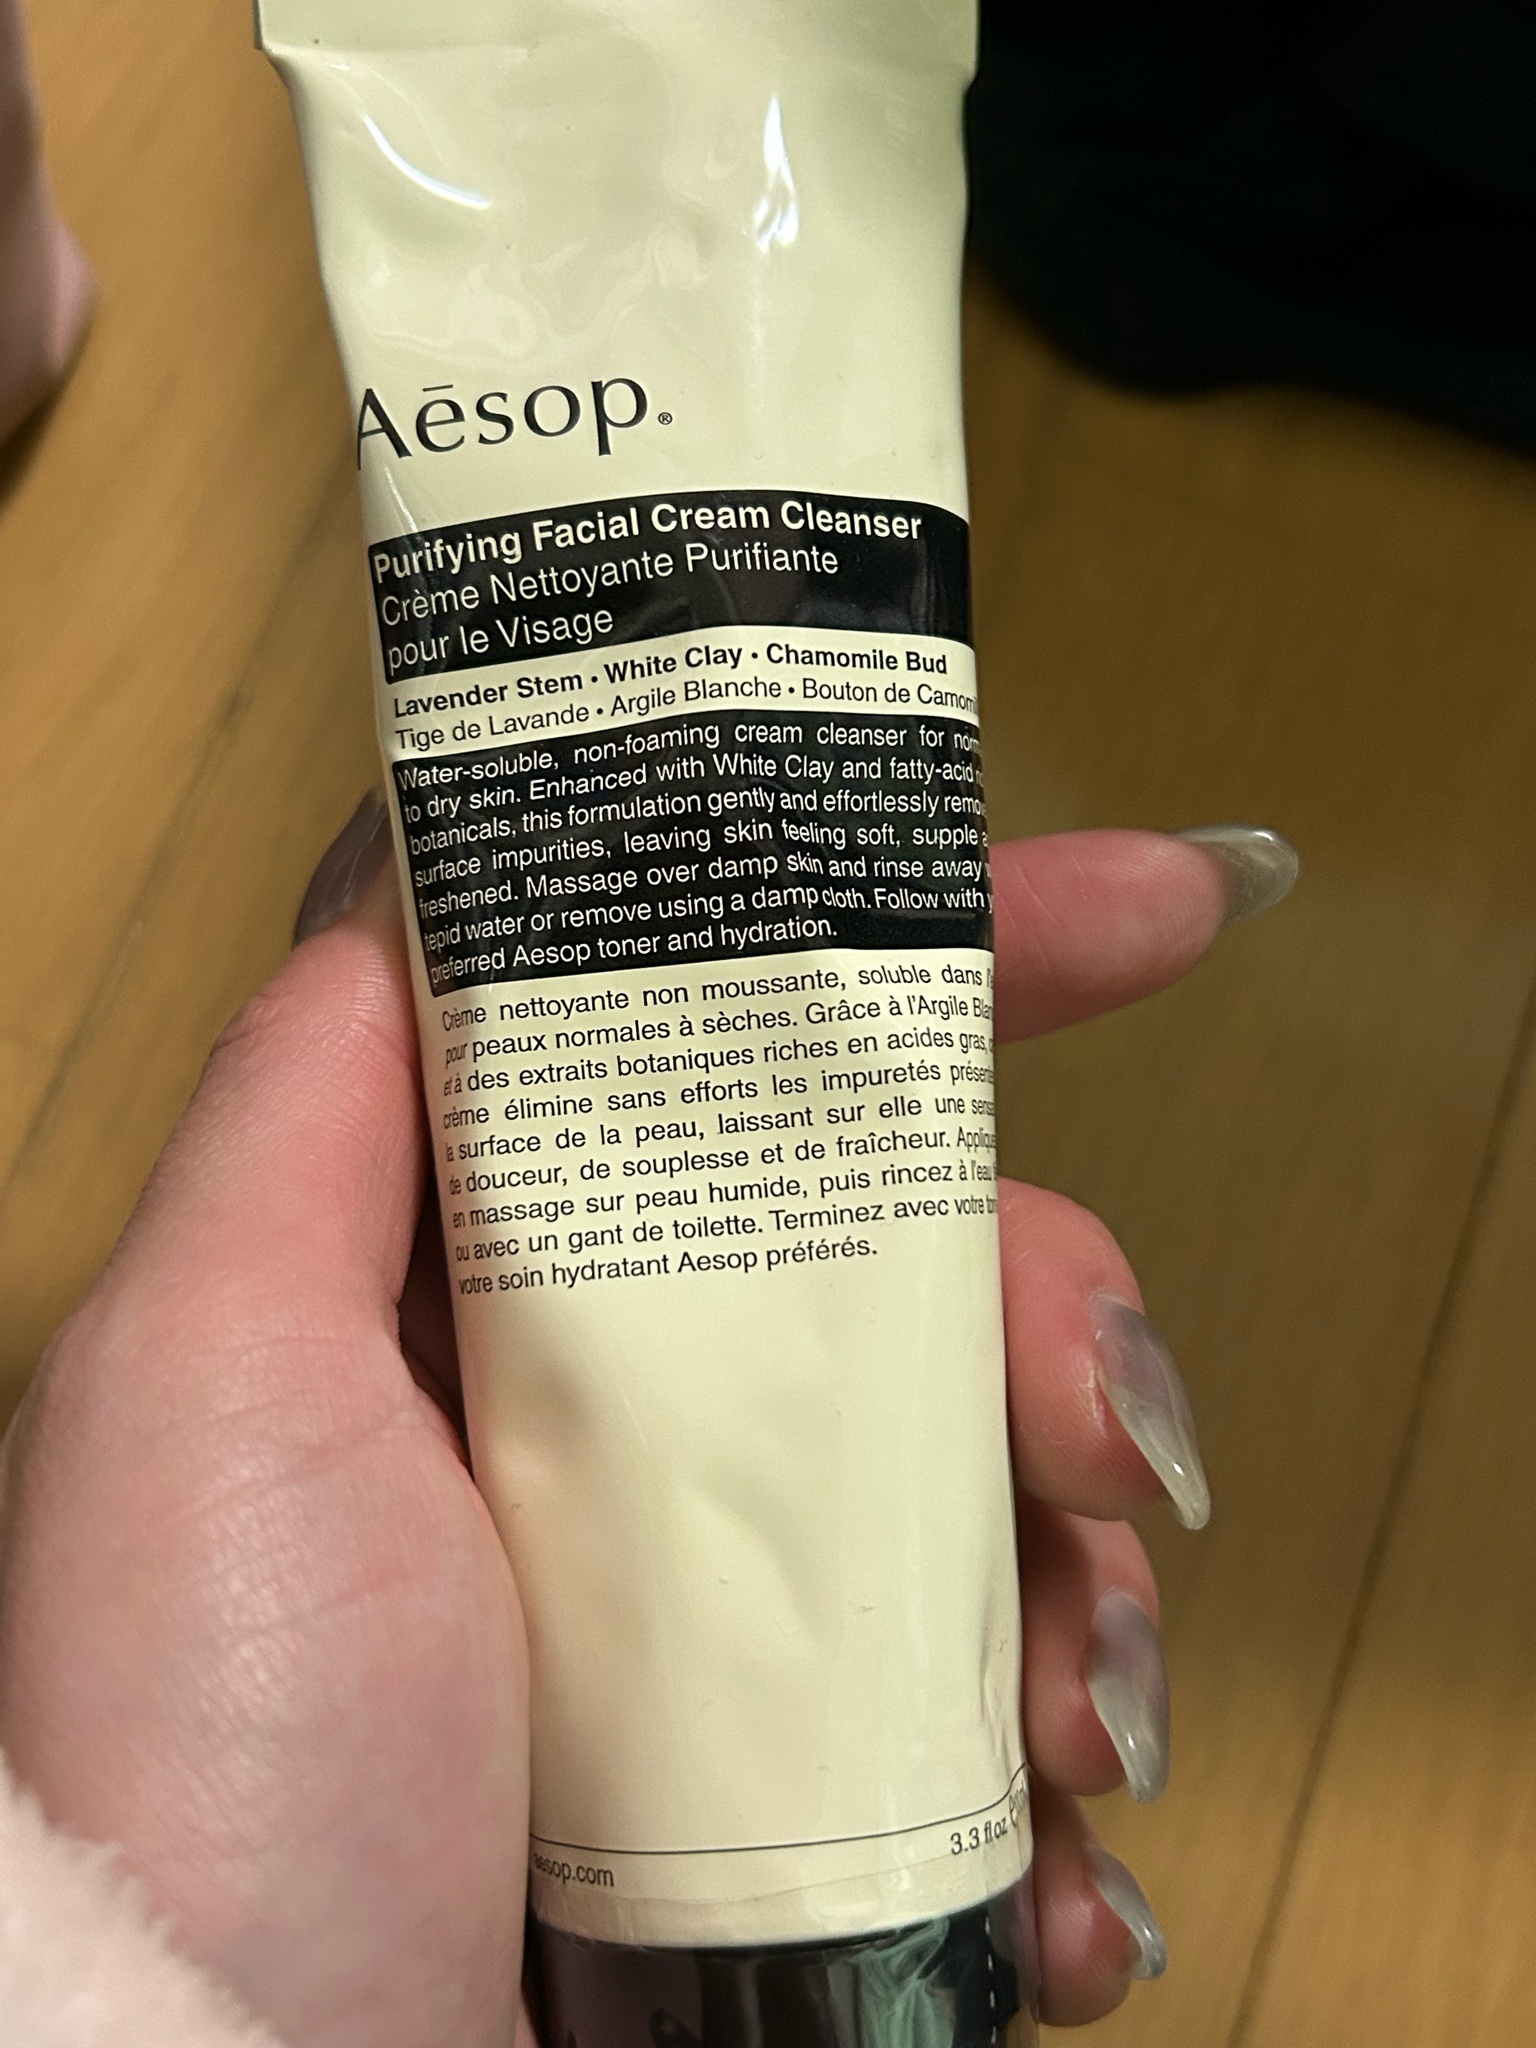 Aēsop®
Purifying Facial Cream Cleanser
Crème Nettoyante Purifiante
pour le Visage
Lavender Stem • White Clay • Chamomile Bud
Tige de Lavande • Argile Blanche • Bouton de
Water-soluble, non-foaming cream cleanser for
to dry skin. Enhanced with White Clay and fatty-acid
botanicals, this formulation gently and effortlessly
surface impurities, leaving skin feeling soft, supple
freshened. Massage over damp skin and rinse away
tepid water or remove using a damp cloth. Follow with
preferred Aesop toner and hydration.
Crème nettoyante non moussante, soluble dans
pour peaux normales à sèches. Grâce à l'Argile
et à des extraits botaniques riches en acides gras,
crème élimine sans efforts les impuretés
la surface de la peau, laissant sur elle une
de douceur, de souplesse et de fraîcheur.
en massage sur peau humide, puis rincez à l'eau
ou avec un gant de toilette. Terminez avec votre
votre soin hydratant Aesop préférés.
aesop.com
3.3 fl oz